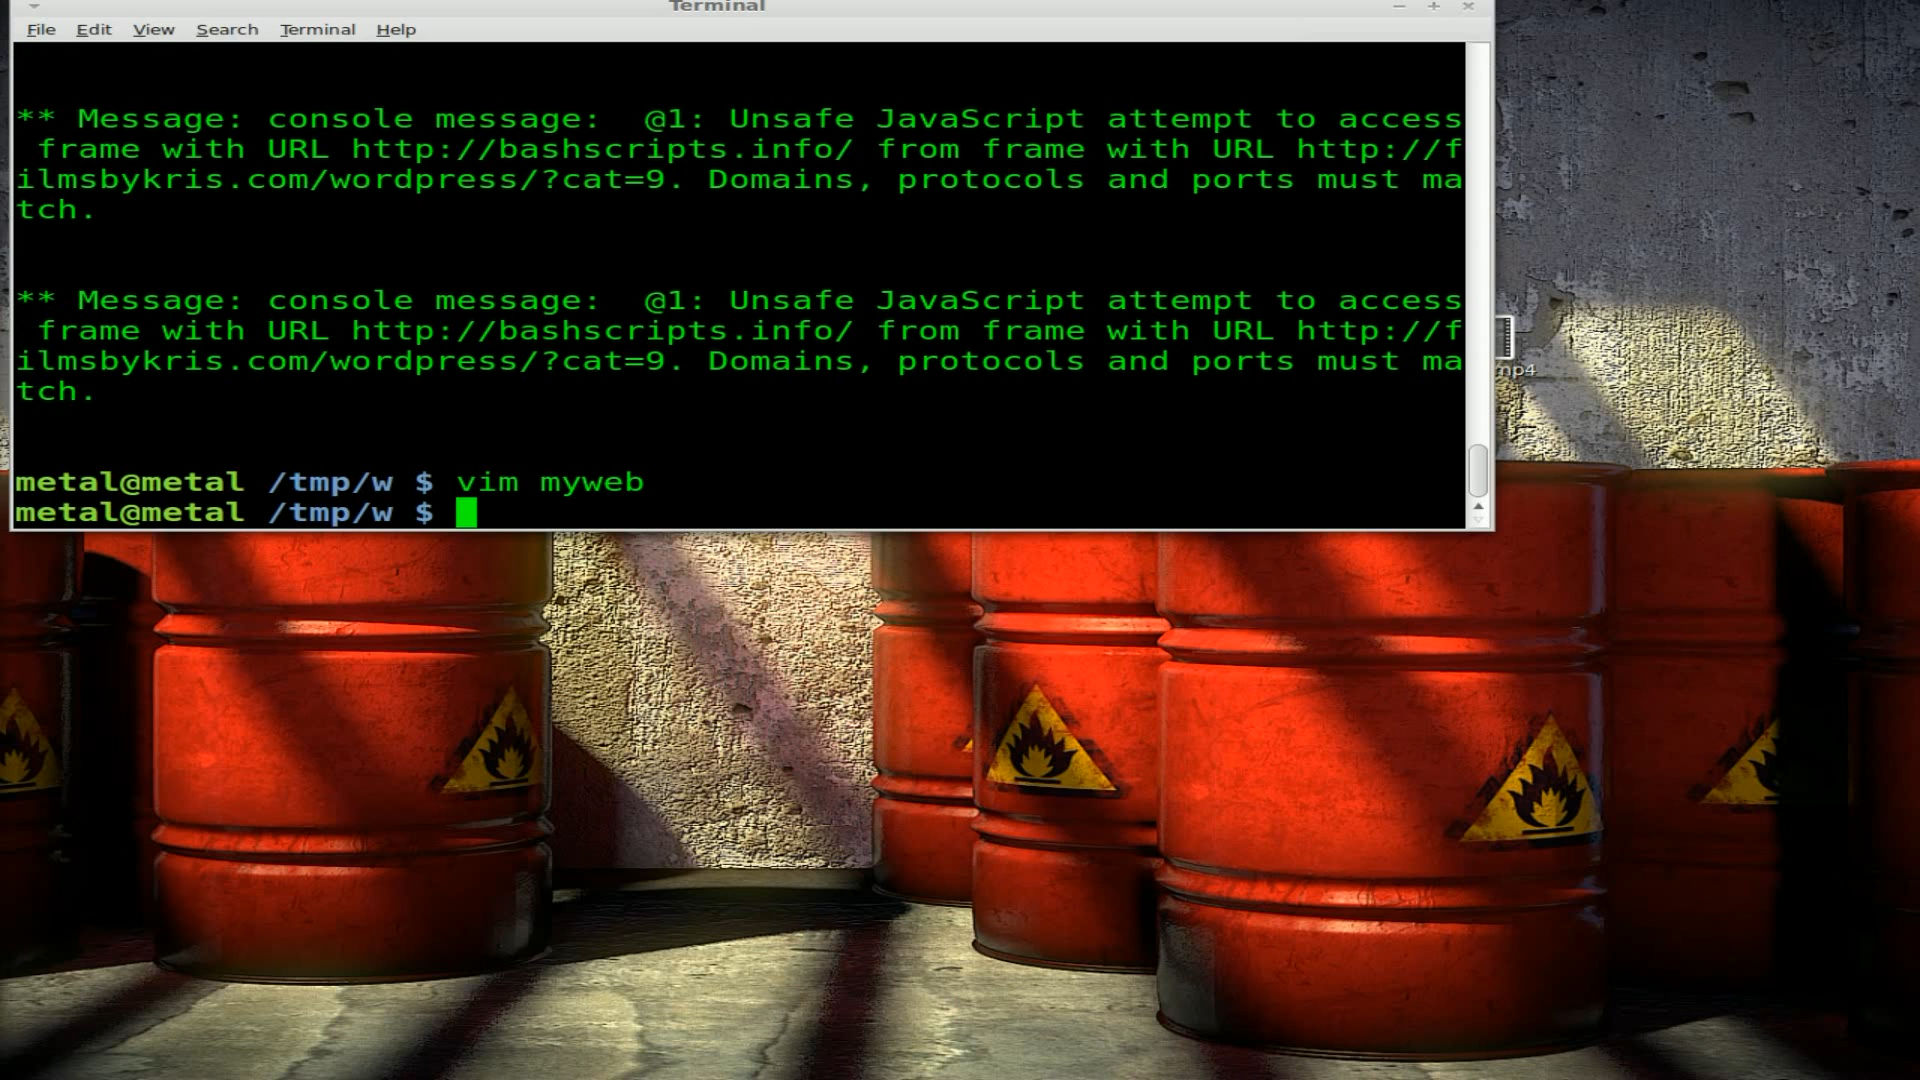 Terminal
File Edit View Search Terminal Help
** Message: console message:  @1: Unsafe JavaScript attempt to access
 frame with URL http://bashscripts.info/ from frame with URL http://f
ilmsbykris.com/wordpress/?cat=9. Domains, protocols and ports must ma
tch.
** Message: console message:  @1: Unsafe JavaScript attempt to access
 frame with URL http://bashscripts.info/ from frame with URL http://f
ilmsbykris.com/wordpress/?cat=9. Domains, protocols and ports must ma
tch.
mp4
metal@metal /tmp/w $ vim myweb
metal@metal /tmp/w $